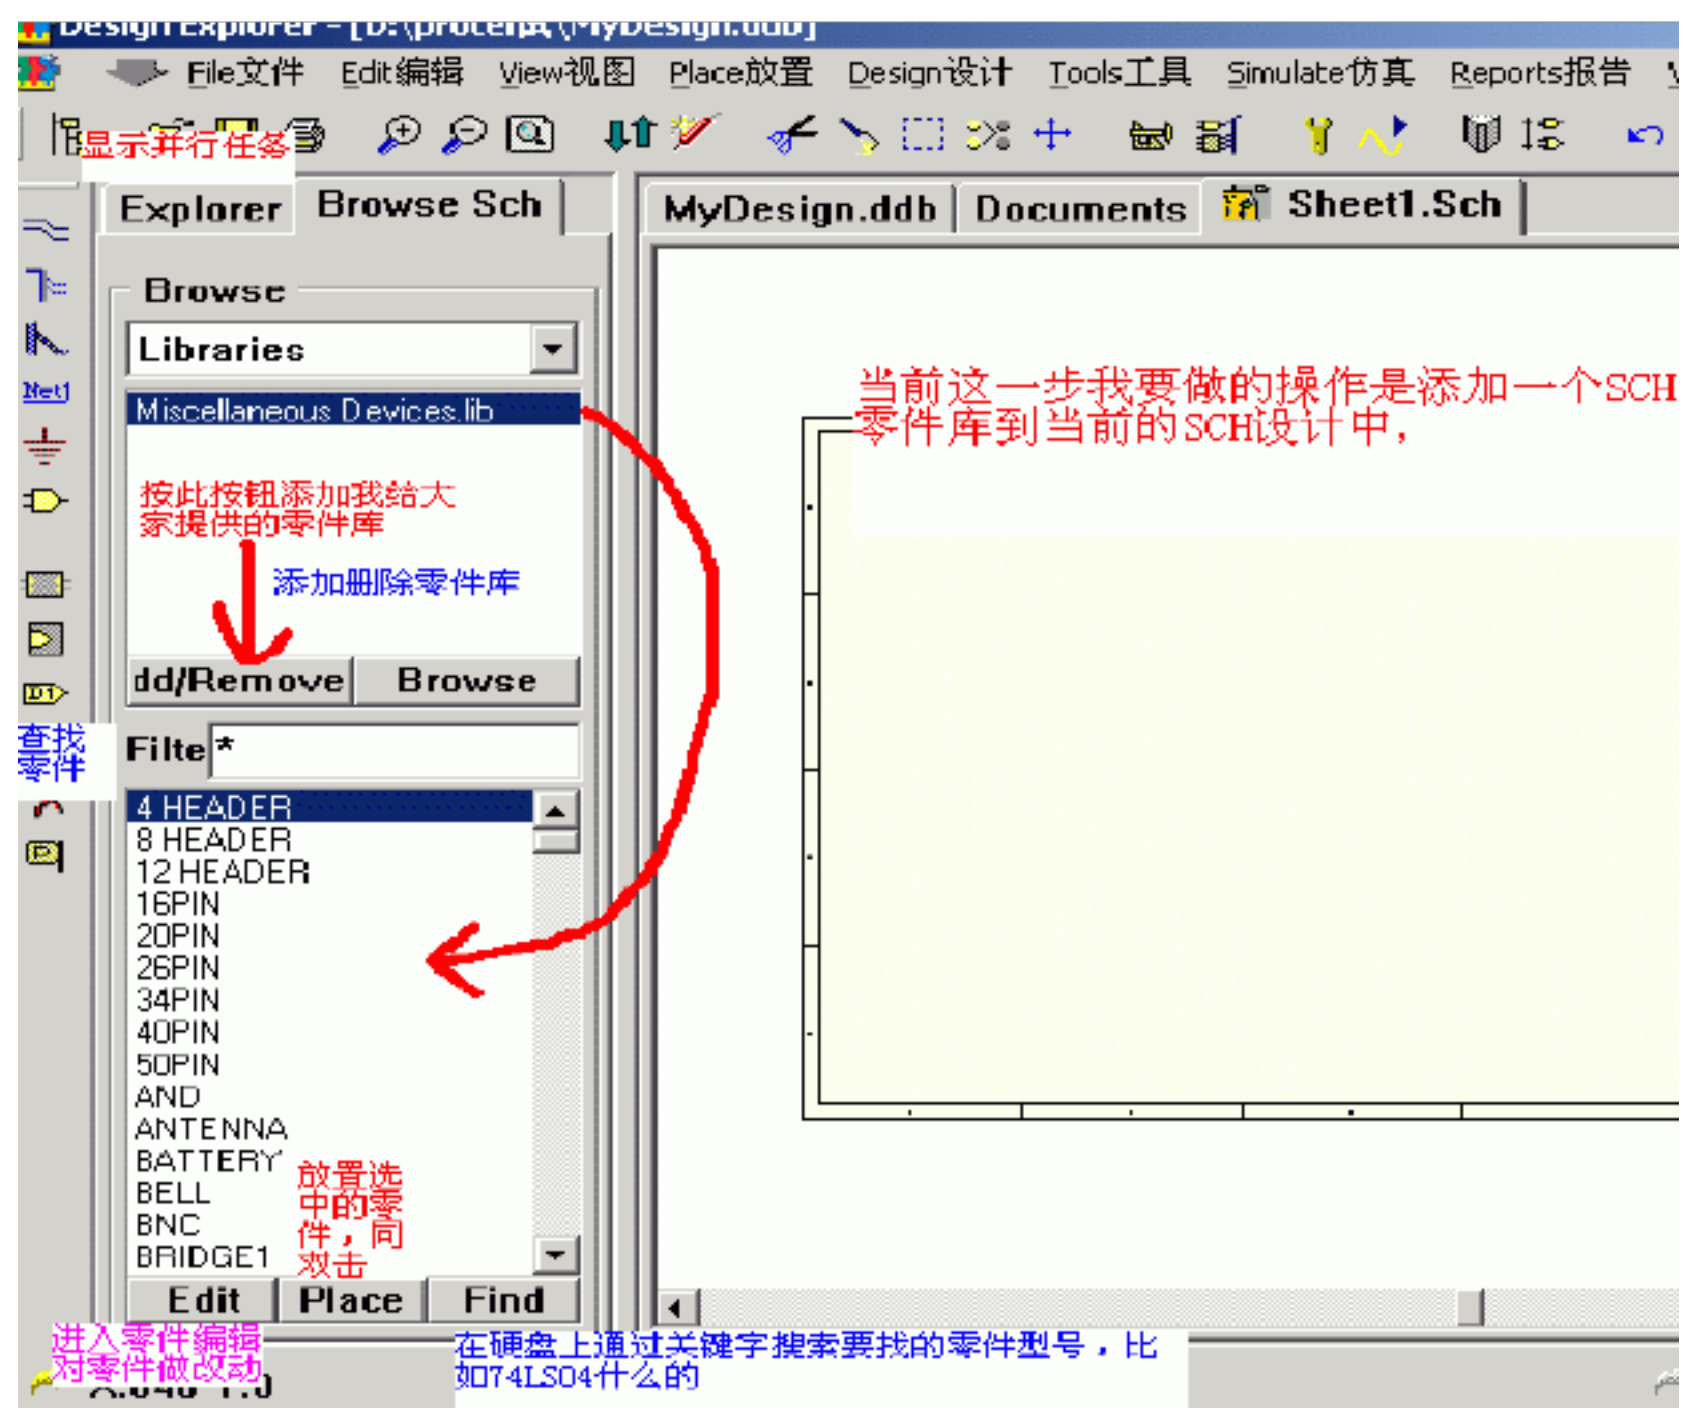 Design Explorer - [D:\protel\MyDesign.ddb]
File文件 Edit编辑 View视图 Place放置 Design设计 Tools工具 Simulate仿真 Reports报告
显示并行任务
Explorer Browse Sch
MyDesign.ddb Documents Sheet1.Sch
Browse
Libraries
Net1
Miscellaneous Devices.lib
当前这一步我要做的操作是添加一个SCH
零件库到当前的SCH设计中,
按此按钮添加我给大
家提供的零件库
添加删除零件库
dd/Remove Browse
D1
查找
零件
Filte *
4 HEADER
8 HEADER
12 HEADER
16PIN
20PIN
26PIN
34PIN
40PIN
50PIN
AND
ANTENNA
BATTERY
BELL
BNC
BRIDGE1
放置选
中的零
件，同
双击
Edit Place Find
进入零件编辑
对零件做改动
在硬盘上通过关键字搜索要找的零件型号，比
如74LS04什么的